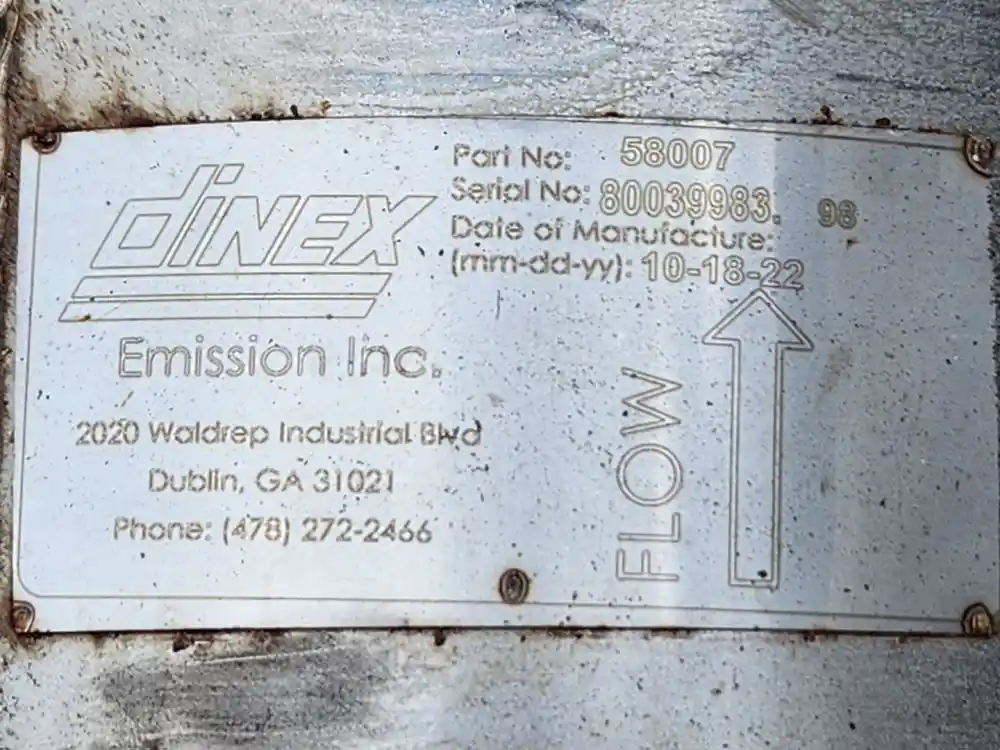 dinex
Emission Inc.
2020 Waldrep Industrial Blvd
Dublin, GA 31021
Phone: (478) 272-2466
Part No: 58007
Serial No: 80039983. 98
Date of Manufacture:
(mm-dd-yy): 10-18-22
FLOW